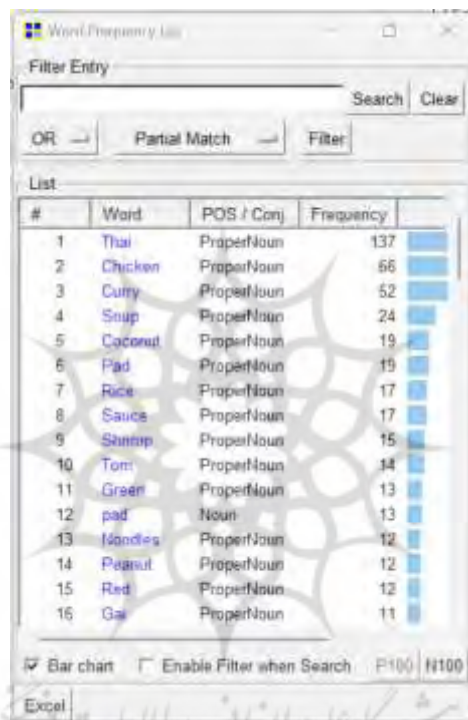 Word Frequency List
Filter Entry
Search Clear
OR Partial Match Filter
List
# Word POS / Conj Frequency
1 Thai ProperNoun 137
2 Chicken ProperNoun 66
3 Curry ProperNoun 52
4 Soup ProperNoun 24
5 Coconut ProperNoun 19
6 Pad ProperNoun 19
7 Rice ProperNoun 17
8 Sauce ProperNoun 17
9 Shrimp ProperNoun 15
10 Tom ProperNoun 14
11 Green ProperNoun 13
12 pad Noun 13
13 Noodles ProperNoun 12
14 Peanut ProperNoun 12
15 Red ProperNoun 12
16 Gai ProperNoun 11
Bar chart Enable Filter when Search P100 N100
Excel